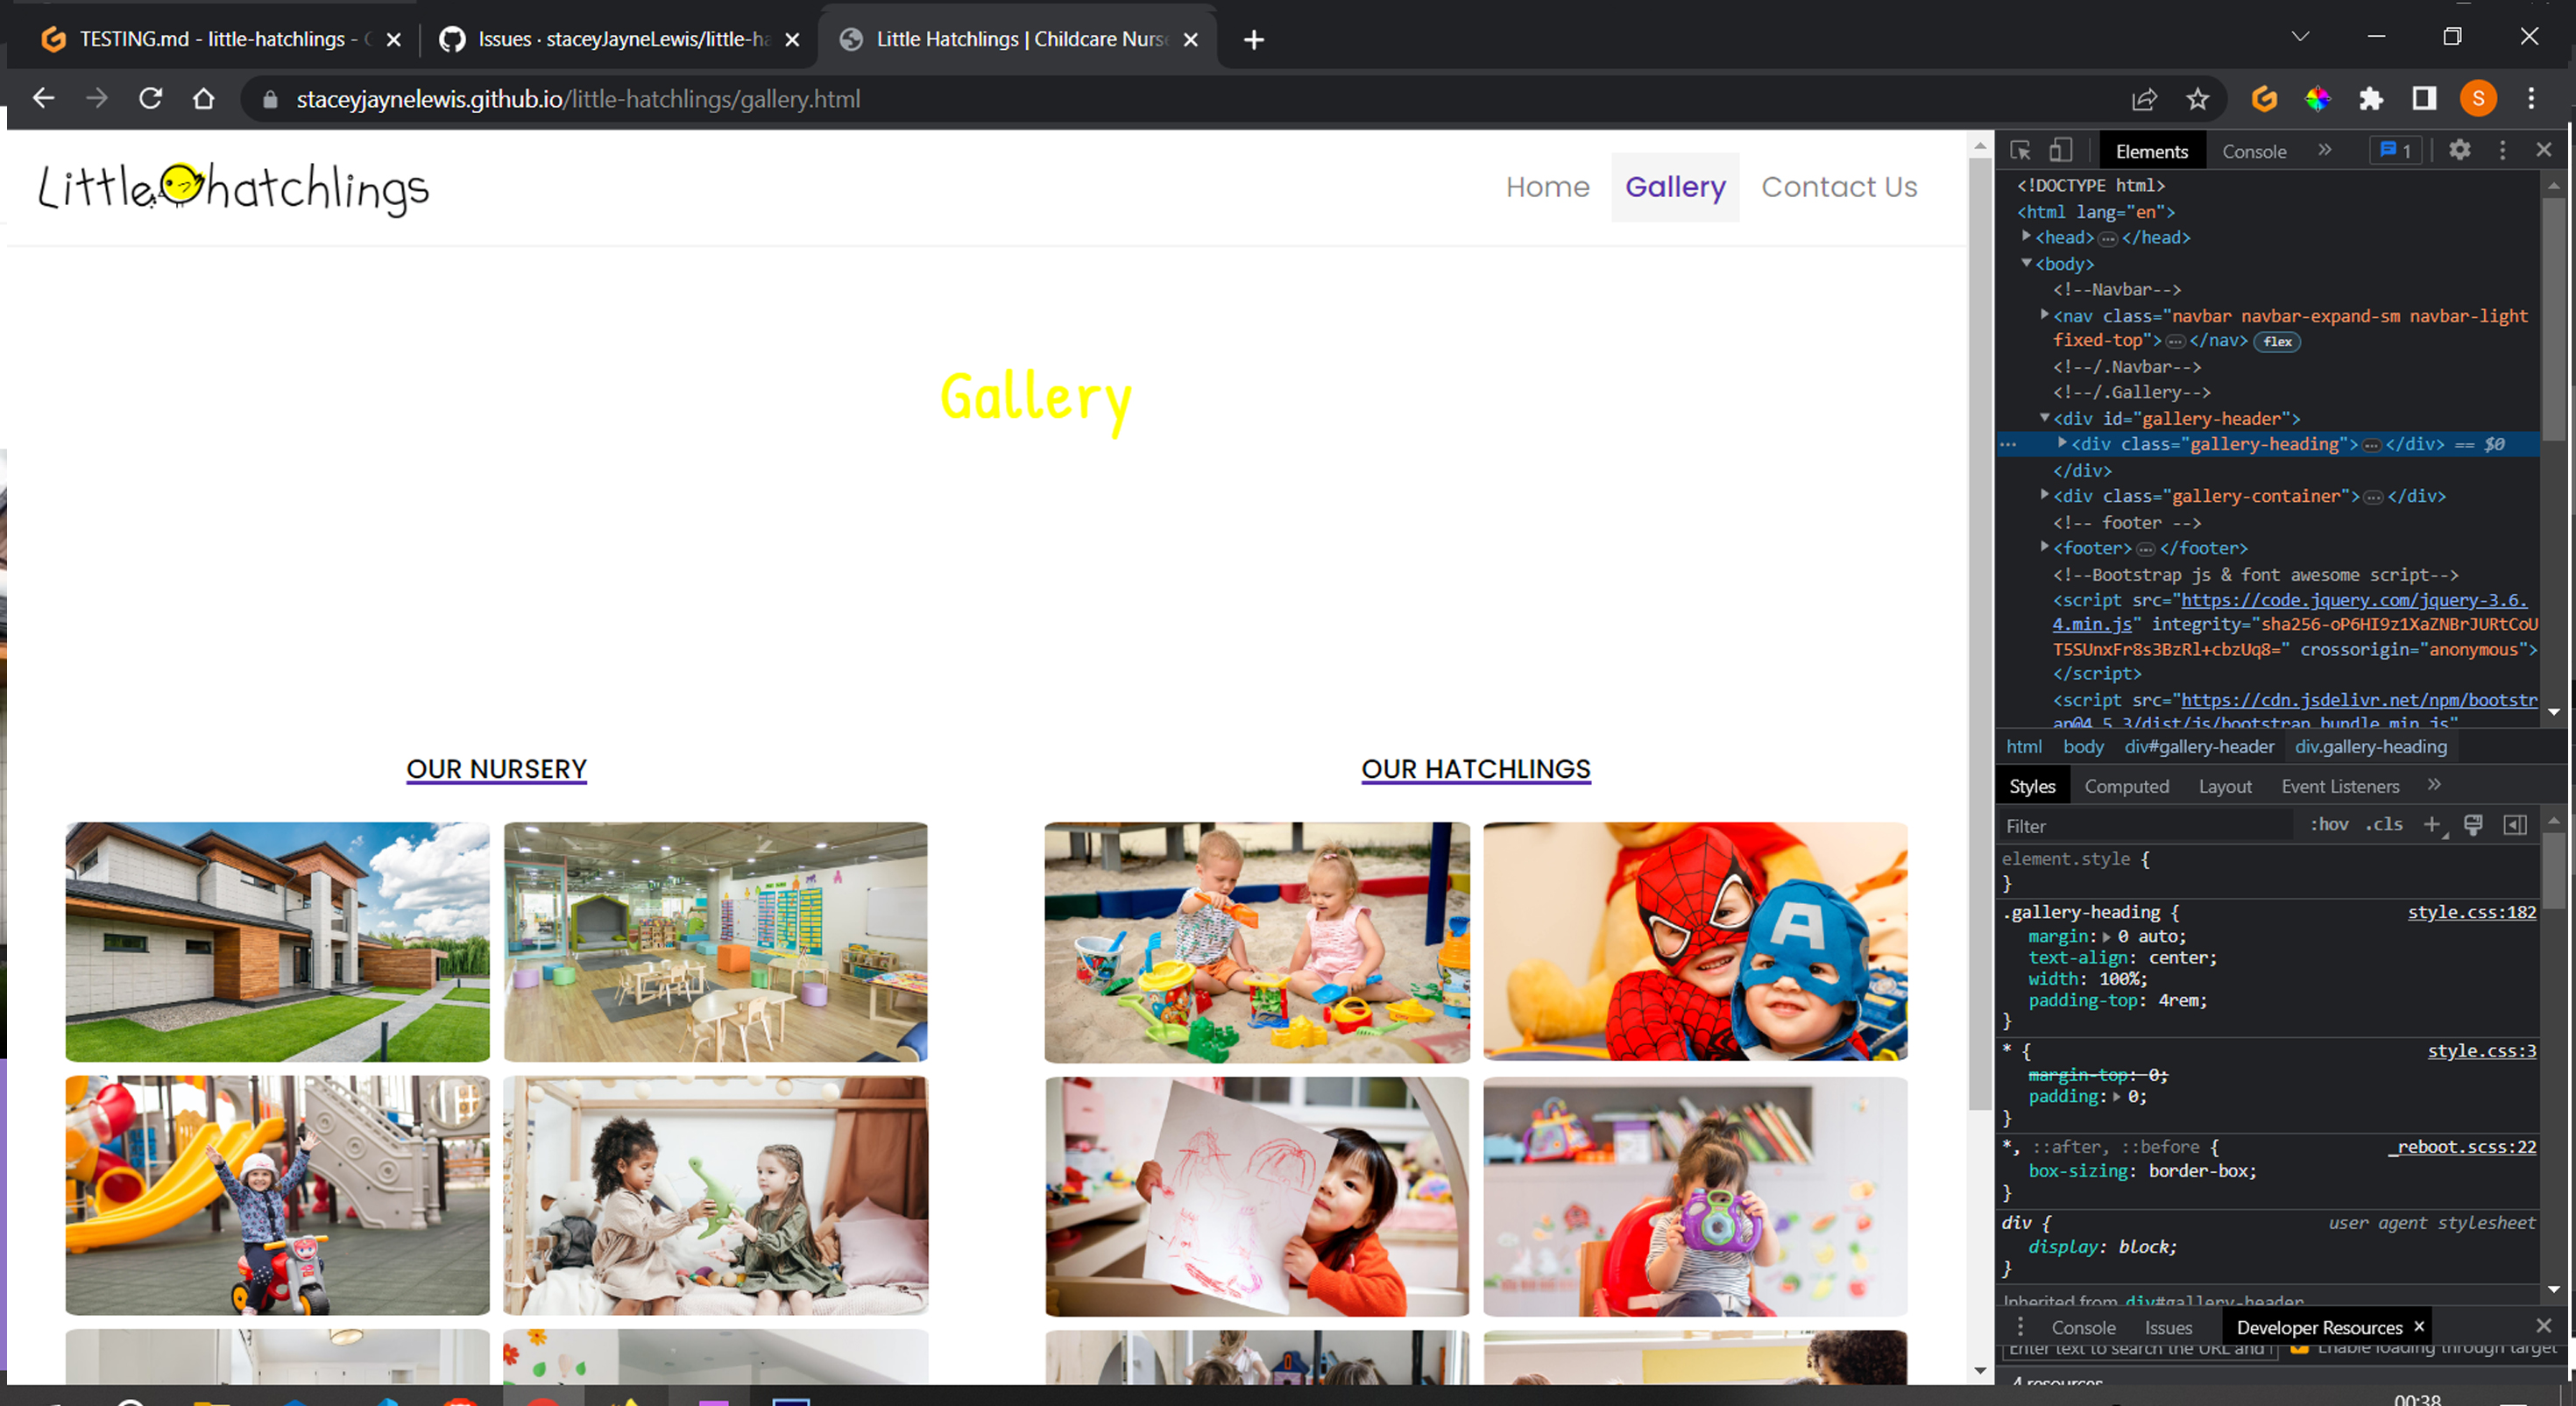 TESTING.md - little-hatchlings -
Issues · staceyJayneLewis/little-ha
Little Hatchlings | Childcare Nurs
staceyjaynelewis.github.io/little-hatchlings/gallery.html
S
Little hatchlings
Home
Gallery
Contact Us
Gallery
OUR NURSERY
OUR HATCHLINGS
A
Elements
Console
1
<!DOCTYPE html>
<html lang="en">
<head> ... </head>
<body>
<!--Navbar-->
<nav class="navbar navbar-expand-sm navbar-light
fixed-top"> ... </nav> flex
<!--/.Navbar-->
<!--/.Gallery-->
<div id="gallery-header">
... <div class="gallery-heading"> ... </div> == $0
</div>
<div class="gallery-container"> ... </div>
<!-- footer -->
<footer> ... </footer>
<!--Bootstrap js & font awesome script-->
<script src="https://code.jquery.com/jquery-3.6.
4.min.js" integrity="sha256-oP6HI9z1XaZNBrJURtCoU
T5SUnxFr8s3BzRl+cbzUq8=" crossorigin="anonymous">
</script>
<script src="https://cdn.jsdelivr.net/npm/bootstr
ap@4.5.3/dist/js/bootstrap.bundle.min.js"
html body div#gallery-header div.gallery-heading
Styles Computed Layout Event Listeners
Filter :hov .cls
element.style {
}
.gallery-heading { style.css:182
margin: 0 auto;
text-align: center;
width: 100%;
padding-top: 4rem;
}
* { style.css:3
margin-top: 0;
padding: 0;
}
*, ::after, ::before { _reboot.scss:22
box-sizing: border-box;
}
div { user agent stylesheet
display: block;
}
Inherited from div#gallery-header
Console Issues Developer Resources
Enter text to search the URL and Enable loading through target
4 resources
00:38